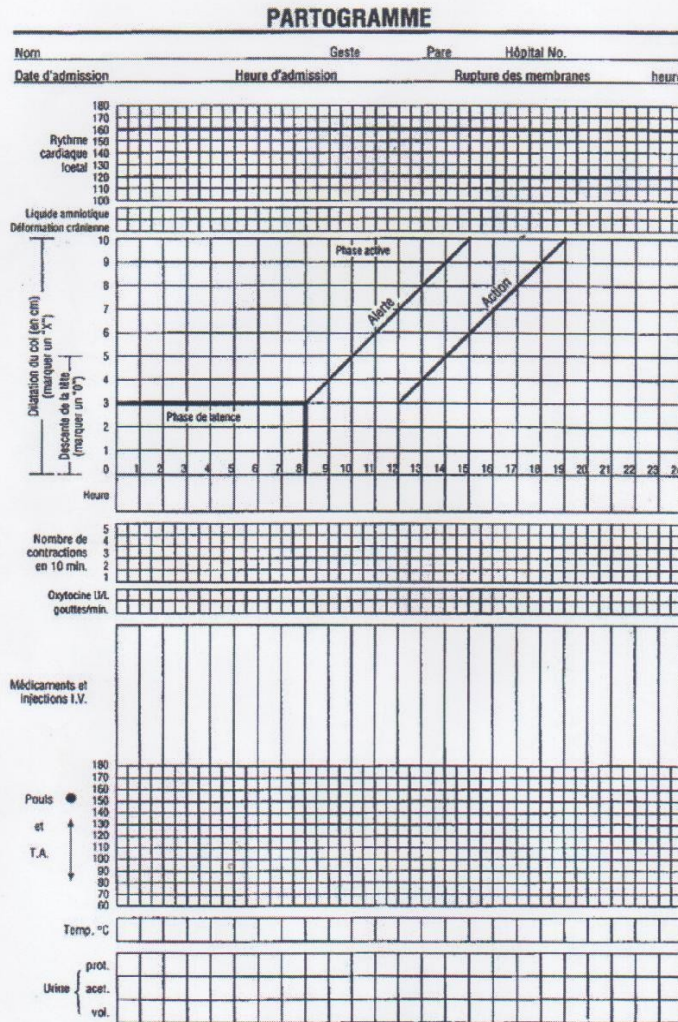 PARTOGRAMME
Nom Geste Pare Hôpital No.
Date d'admission Heure d'admission Rupture des membranes heure
180
170
160
150
140
130
120
110
100
Rythme
cardiaque
foetal
Liquide amniotique
Déformation crânienne
10
9
8
7
6
5
4
3
2
1
0
Dilatation du col (en cm)
(marquer un "X")
Descente de la tête
(marquer un "0")
Phase active
Alerte
Action
Phase de latence
1 2 3 4 5 6 7 8 9 10 11 12 13 14 15 16 17 18 19 20 21 22 23 24
Heure
Nombre de
contractions
en 10 min.
5
4
3
2
1
Oxytocine U/L
gouttes/min.
Médicaments et
injections I.V.
180
170
160
150
140
130
120
110
100
90
80
70
60
Pouls
et
T.A.
Temp. °C
Urine
prot.
acet.
vol.